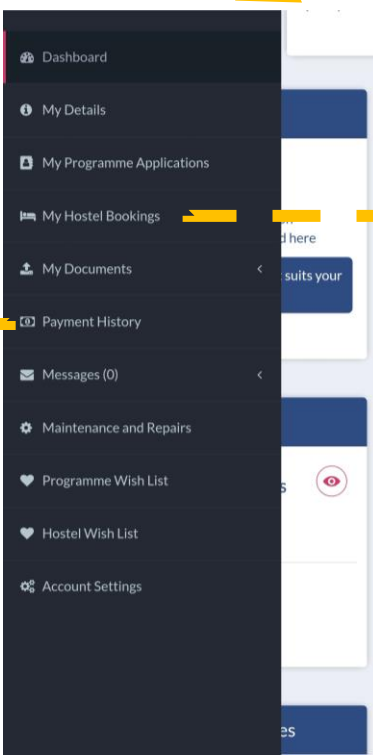 Dashboard
My Details
My Programme Applications
My Hostel Bookings
d here
My Documents
suits your
Payment History
Messages (0)
Maintenance and Repairs
Programme Wish List
s
Hostel Wish List
Account Settings
es